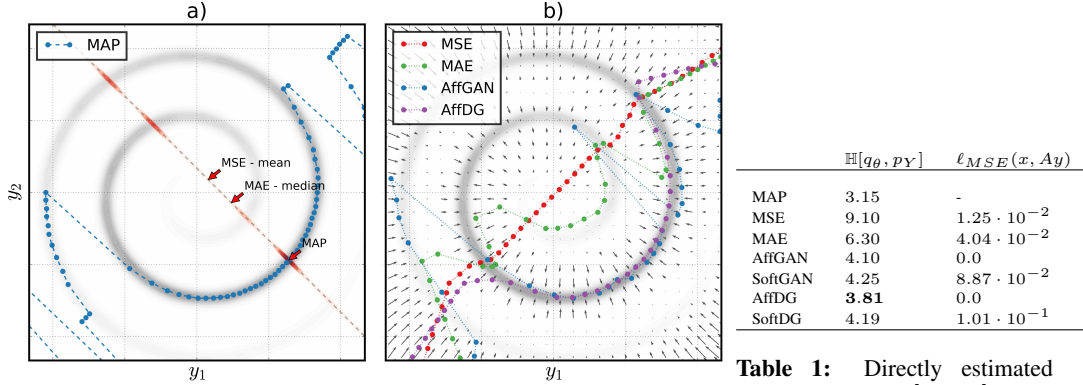 a)
MAP
MSE - mean
MAE - median
MAP
y₂
y₁
b)
MSE
MAE
AffGAN
AffDG
y₁
ℍ[q_θ, p_Y] ℓ_MSE(x, Ay)
MAP 3.15 -
MSE 9.10 1.25 · 10⁻²
MAE 6.30 4.04 · 10⁻²
AffGAN 4.10 0.0
SoftGAN 4.25 8.87 · 10⁻²
AffDG 3.81 0.0
SoftDG 4.19 1.01 · 10⁻¹
Table 1: Directly estimated